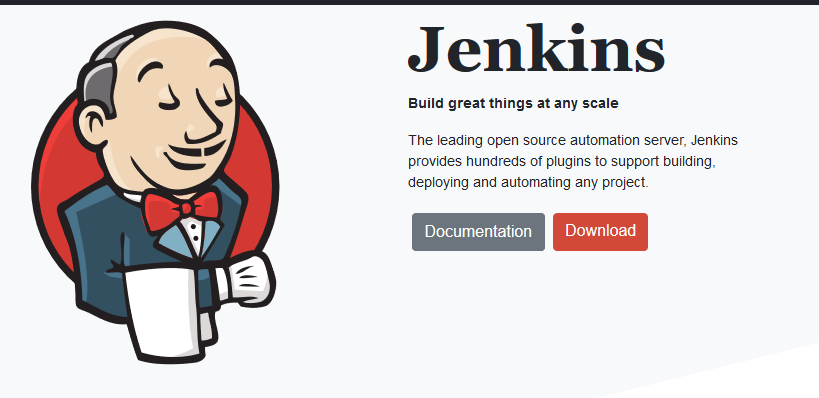 Jenkins
Build great things at any scale
The leading open source automation server, Jenkins
provides hundreds of plugins to support building,
deploying and automating any project.
Documentation Download